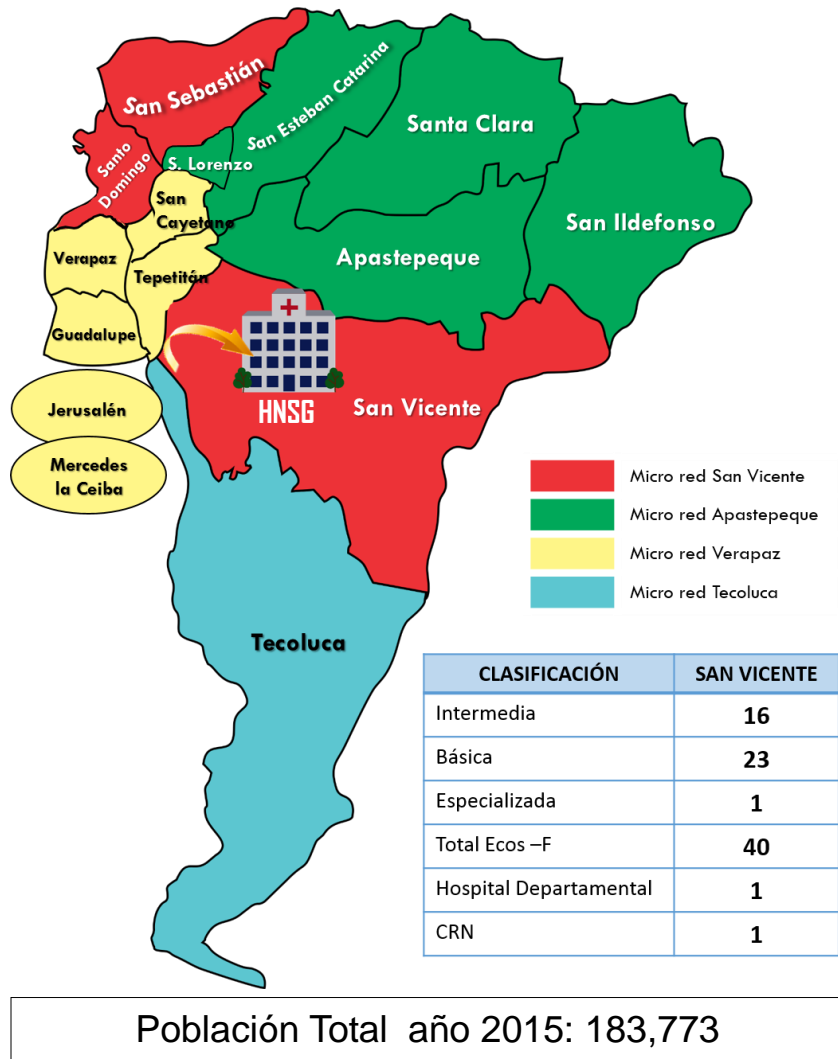 San Sebastián
San Esteban Catarina
Santa Clara
Santo
Domingo
S. Lorenzo
San
Cayetano
San Ildefonso
Verapaz
Tepetitán
Apastepeque
Guadalupe
HNSG
San Vicente
Jerusalén
Mercedes
la Ceiba
Micro red San Vicente
Micro red Apastepeque
Micro red Verapaz
Micro red Tecoluca
Tecoluca
CLASIFICACIÓN SAN VICENTE
Intermedia 16
Básica 23
Especializada 1
Total Ecos –F 40
Hospital Departamental 1
CRN 1
Población Total año 2015: 183,773